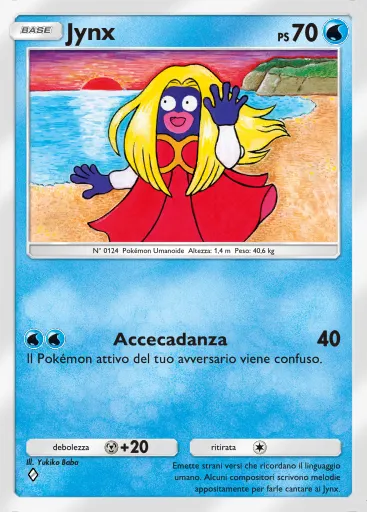 BASE Jynx PS 70
N° 0124 Pokémon Umanoide Altezza: 1,4 m Peso: 40,6 kg
Accecadanza 40
Il Pokémon attivo del tuo avversario viene confuso.
debolezza +20 ritirata
Ill. Yukiko Baba
Emette strani versi che ricordano il linguaggio
umano. Alcuni compositori scrivono melodie
appositamente per farle cantare ai Jynx.